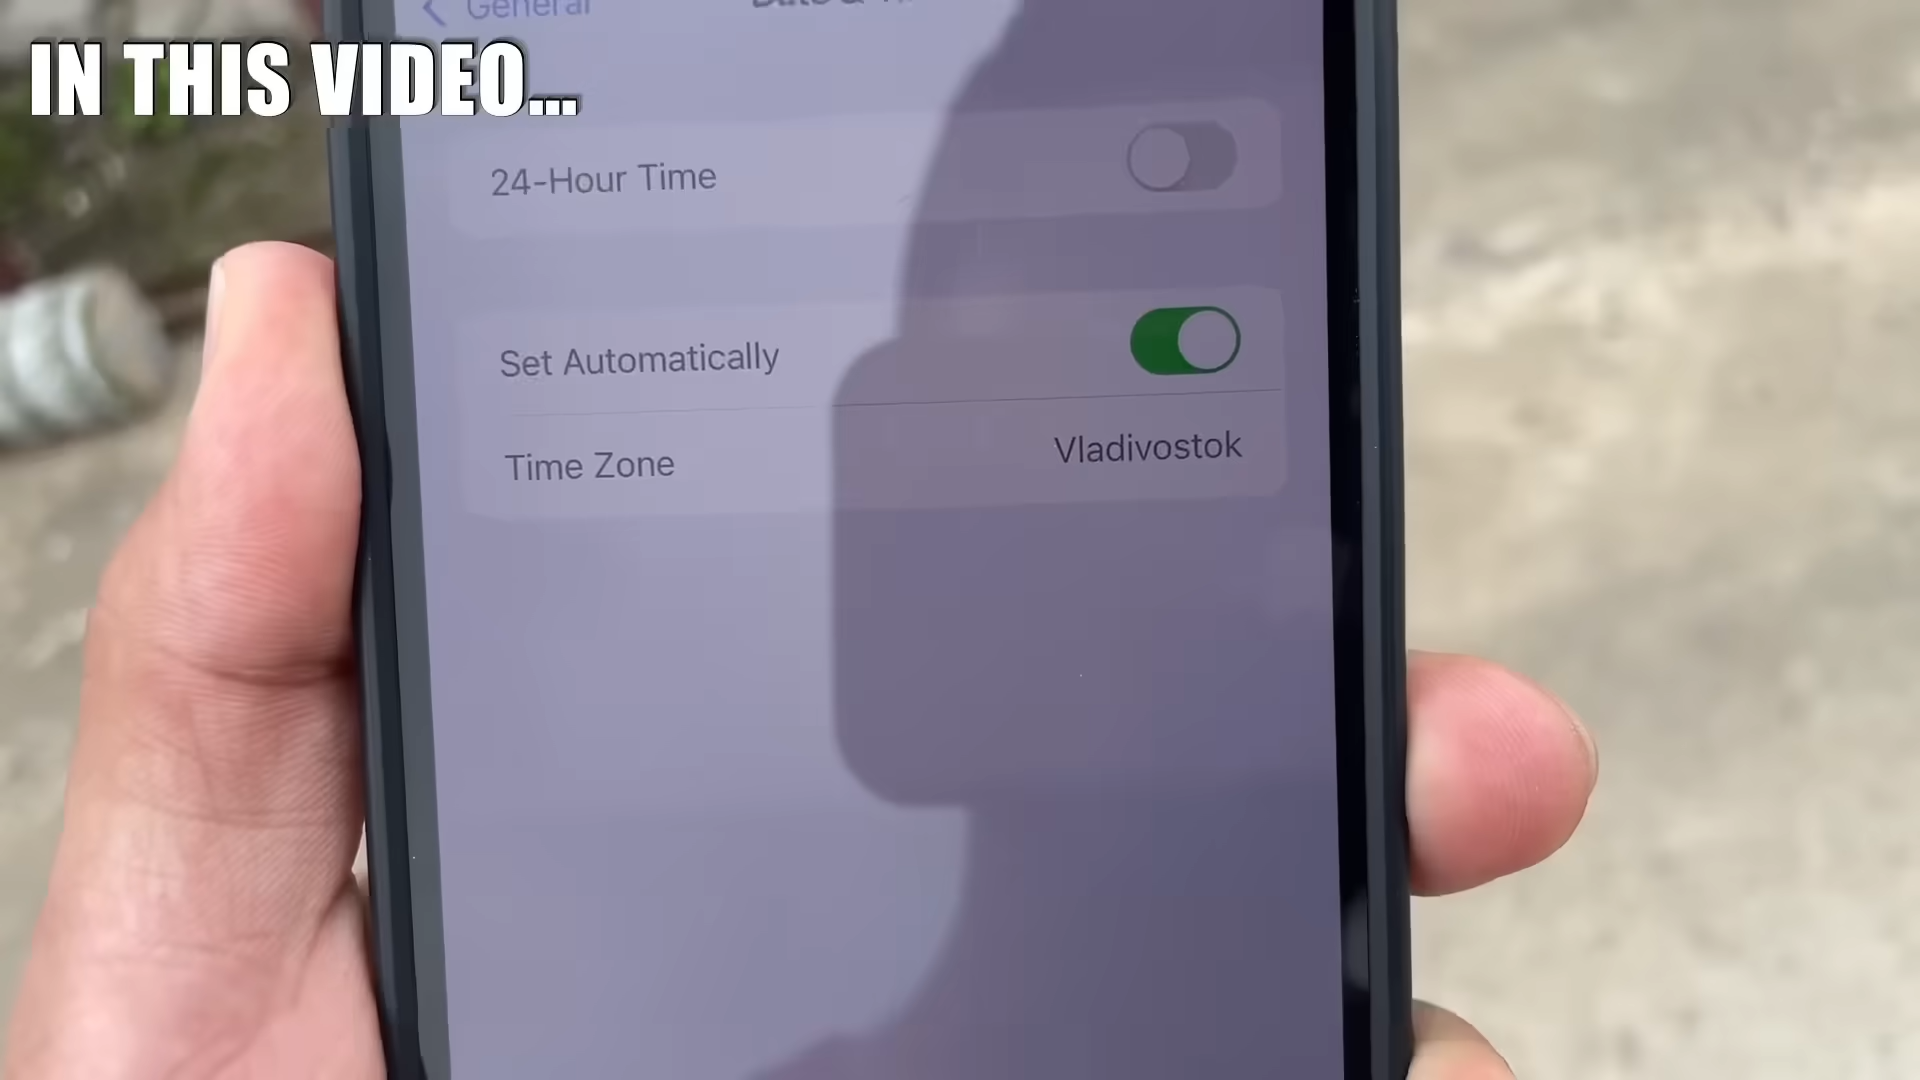 General
IN THIS VIDEO...
24-Hour Time
Set Automatically
Time Zone
Vladivostok